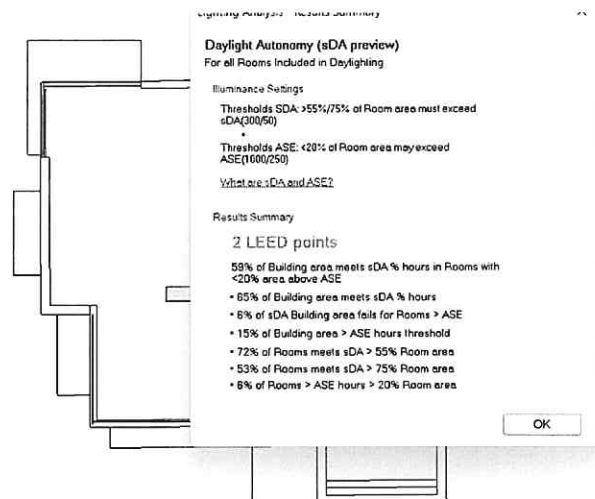 Lighting Analysis - Results Summary
Daylight Autonomy (sDA preview)
For all Rooms Included in Daylighting
Illuminance Settings
Thresholds SDA: >55%/75% of Room area must exceed
sDA(300/50)
•
Thresholds ASE: <20% of Room area may exceed
ASE(1000/250)
What are sDA and ASE?
Results Summary
2 LEED points
59% of Building area meets sDA % hours in Rooms with
<20% area above ASE
• 65% of Building area meets sDA % hours
• 6% of sDA Building area fails for Rooms > ASE
• 15% of Building area > ASE hours threshold
• 72% of Rooms meets sDA > 55% Room area
• 53% of Rooms meets sDA > 75% Room area
• 6% of Rooms > ASE hours > 20% Room area
OK